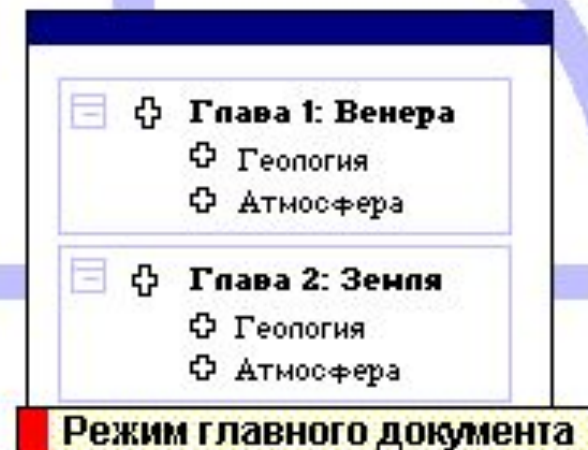 Глава 1: Венера
Геология
Атмосфера
Глава 2: Земля
Геология
Атмосфера
Режим главного документа